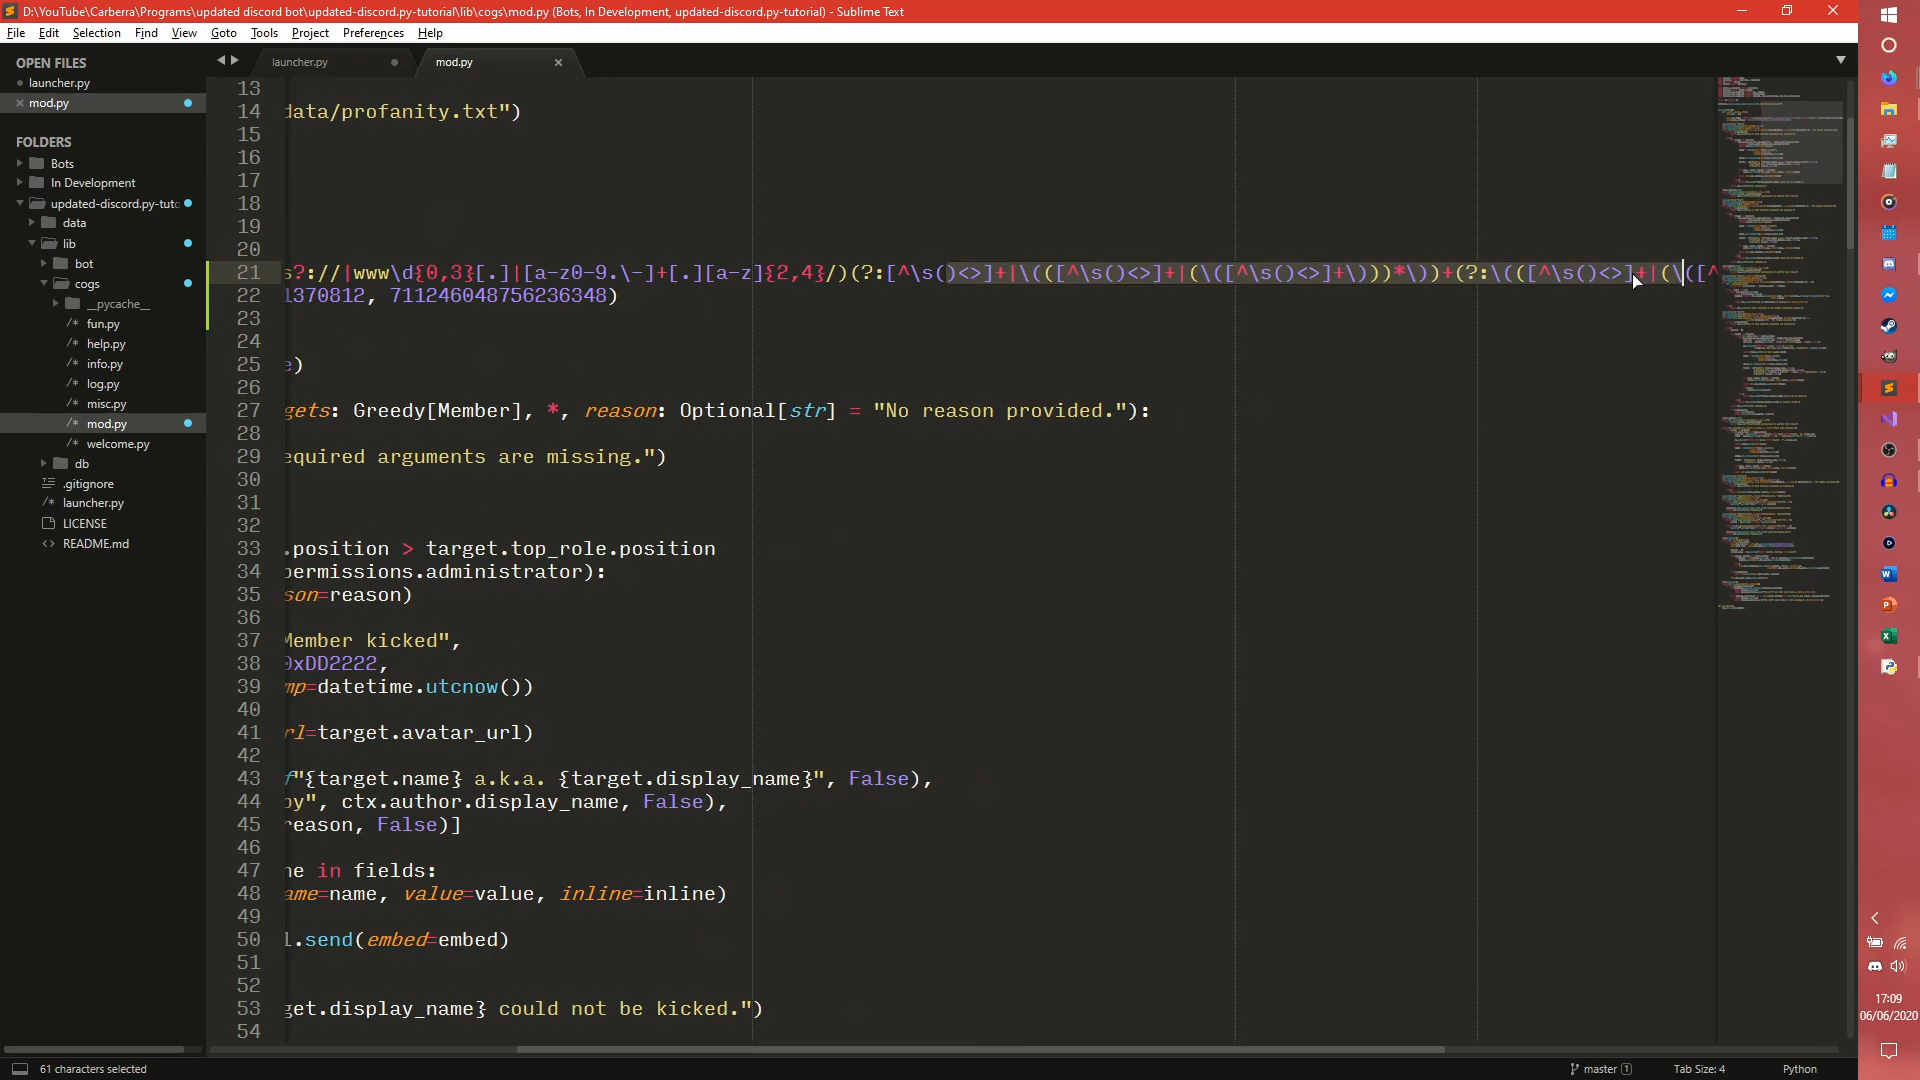 D:\YouTube\Carberra\Programs\updated discord bot\updated-discord.py-tutorial\lib\cogs\mod.py (Bots, In Development, updated-discord.py-tutorial) - Sublime Text
File Edit Selection Find View Goto Tools Project Preferences Help
OPEN FILES
launcher.py
mod.py
FOLDERS
Bots
In Development
updated-discord.py-tuto
data
lib
bot
cogs
__pycache__
fun.py
help.py
info.py
log.py
misc.py
mod.py
welcome.py
db
.gitignore
launcher.py
LICENSE
README.md
launcher.py
mod.py
13
14 data/profanity.txt")
15
16
17
18
19
20
21 s?://|www\d{0,3}[.]|[a-z0-9.\-]+[.][a-z]{2,4}/)(?:[^\s()<>]+|\(([^\s()<>]+|(\([^\s()<>]+\)))*\))+(?:\(([^\s()<>]+|(\([^
22 1370812, 711246048756236348)
23
24
25 e)
26
27 gets: Greedy[Member], *, reason: Optional[str] = "No reason provided."):
28
29 equired arguments are missing.")
30
31
32
33 .position > target.top_role.position
34 permissions.administrator):
35 son=reason)
36
37 Member kicked",
38 0xDD2222,
39 mp=datetime.utcnow())
40
41 rl=target.avatar_url)
42
43 f"{target.name} a.k.a. {target.display_name}", False),
44 by", ctx.author.display_name, False),
45 reason, False)]
46
47 ne in fields:
48 ame=name, value=value, inline=inline)
49
50 l.send(embed=embed)
51
52
53 get.display_name} could not be kicked.")
54
61 characters selected
master 1
Tab Size: 4
Python
17:09
06/06/2020